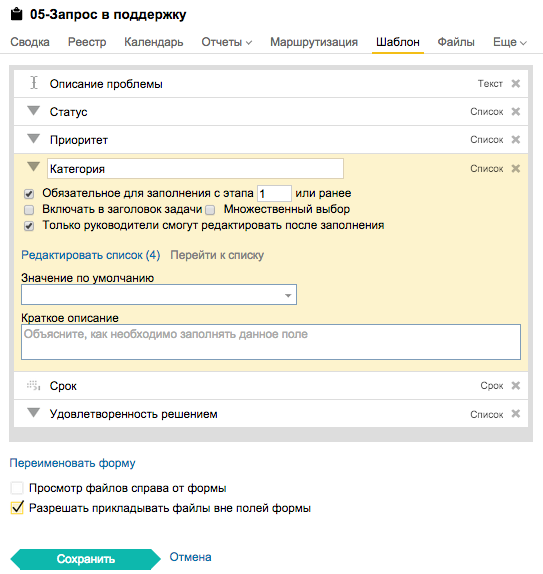 05-Запрос в поддержку
Сводка Реестр Календарь Отчеты Маршрутизация Шаблон Файлы Еще
Описание проблемы Текст
Статус Список
Приоритет Список
Категория Список
Обязательное для заполнения с этапа 1 или ранее
Включать в заголовок задачи Множественный выбор
Только руководители смогут редактировать после заполнения
Редактировать список (4) Перейти к списку
Значение по умолчанию
Краткое описание
Объясните, как необходимо заполнять данное поле
Срок Срок
Удовлетворенность решением Список
Переименовать форму
Просмотр файлов справа от формы
Разрешать прикладывать файлы вне полей формы
Сохранить Отмена